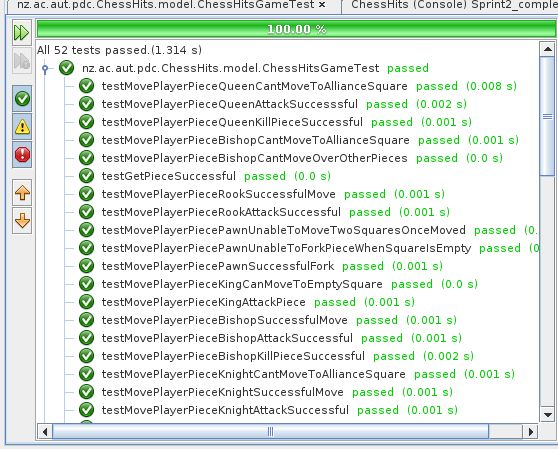 nz.ac.aut.pdc.ChessHits.model.ChessHitsGameTest ChessHits (Console) Sprint2_comple
100.00 %
All 52 tests passed.(1.314 s)
nz.ac.aut.pdc.ChessHits.model.ChessHitsGameTest passed
testMovePlayerPieceQueenCantMoveToAllianceSquare passed (0.008 s)
testMovePlayerPieceQueenAttackSuccesssful passed (0.002 s)
testMovePlayerPieceQueenKillPieceSuccessful passed (0.001 s)
testMovePlayerPieceBishopCantMoveToAllianceSquare passed (0.001 s)
testMovePlayerPieceBishopCantMoveOverOtherPieces passed (0.0 s)
testGetPieceSuccessful passed (0.0 s)
testMovePlayerPieceRookSuccessfulMove passed (0.001 s)
testMovePlayerPieceRookAttackSuccessful passed (0.001 s)
testMovePlayerPiecePawnUnableToMoveTwoSquaresOnceMoved passed (0.
testMovePlayerPiecePawnUnableToForkPieceWhenSquareIsEmpty passed (0
testMovePlayerPiecePawnSuccessfulFork passed (0.001 s)
testMovePlayerPieceKingCanMoveToEmptySquare passed (0.0 s)
testMovePlayerPieceKingAttackPiece passed (0.001 s)
testMovePlayerPieceBishopSuccessfulMove passed (0.001 s)
testMovePlayerPieceBishopAttackSuccessful passed (0.001 s)
testMovePlayerPieceBishopKillPieceSuccessful passed (0.002 s)
testMovePlayerPieceKnightCantMoveToAllianceSquare passed (0.001 s)
testMovePlayerPieceKnightSuccessfulMove passed (0.001 s)
testMovePlayerPieceKnightAttackSuccessful passed (0.001 s)